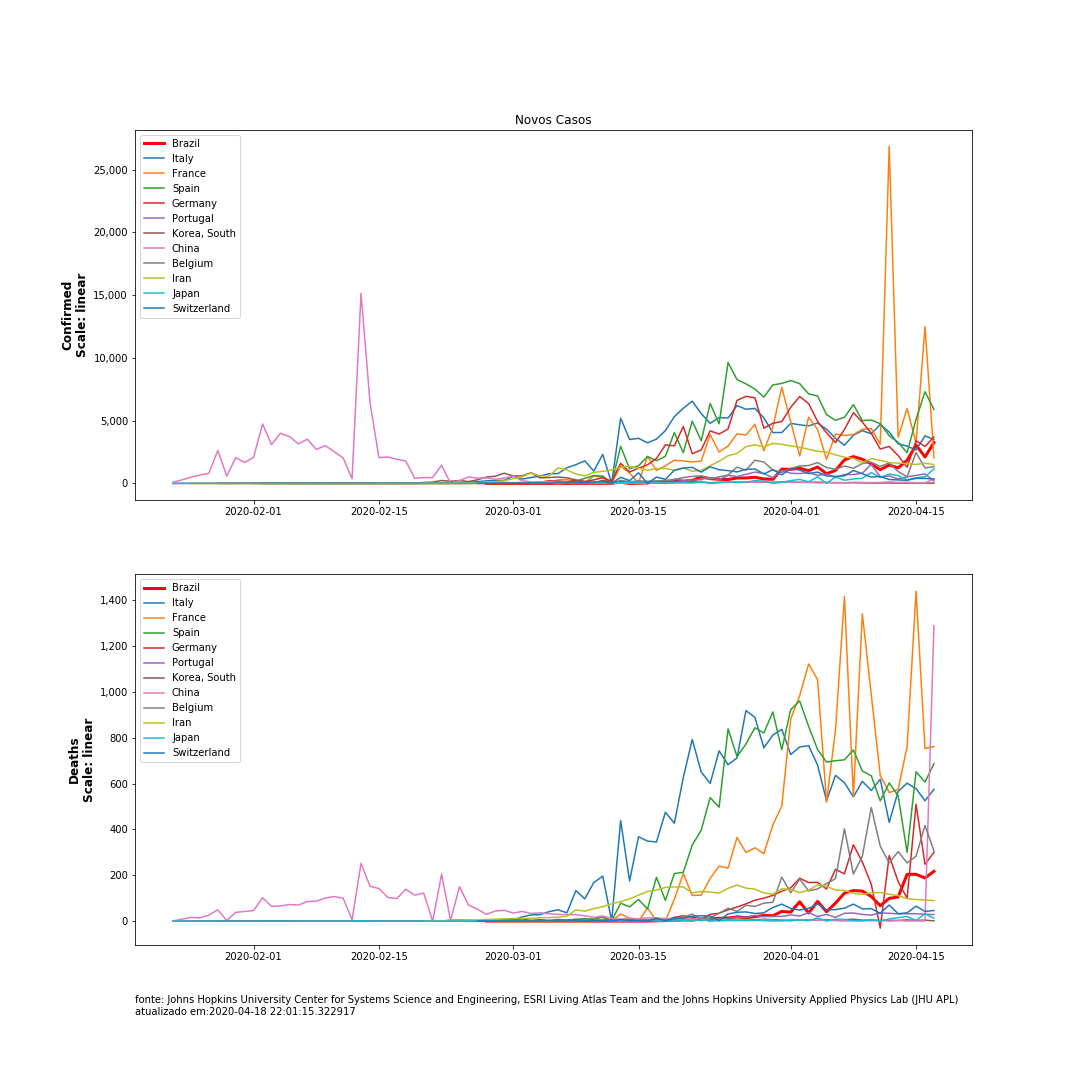 Novos Casos
Confirmed
Scale: linear
25,000
20,000
15,000
10,000
5,000
0
Brazil
Italy
France
Spain
Germany
Portugal
Korea, South
China
Belgium
Iran
Japan
Switzerland
2020-02-01
2020-02-15
2020-03-01
2020-03-15
2020-04-01
2020-04-15
Deaths
Scale: linear
1,400
1,200
1,000
800
600
400
200
0
Brazil
Italy
France
Spain
Germany
Portugal
Korea, South
China
Belgium
Iran
Japan
Switzerland
2020-02-01
2020-02-15
2020-03-01
2020-03-15
2020-04-01
2020-04-15
fonte: Johns Hopkins University Center for Systems Science and Engineering, ESRI Living Atlas Team and the Johns Hopkins University Applied Physics Lab (JHU APL)
atualizado em:2020-04-18 22:01:15.322917